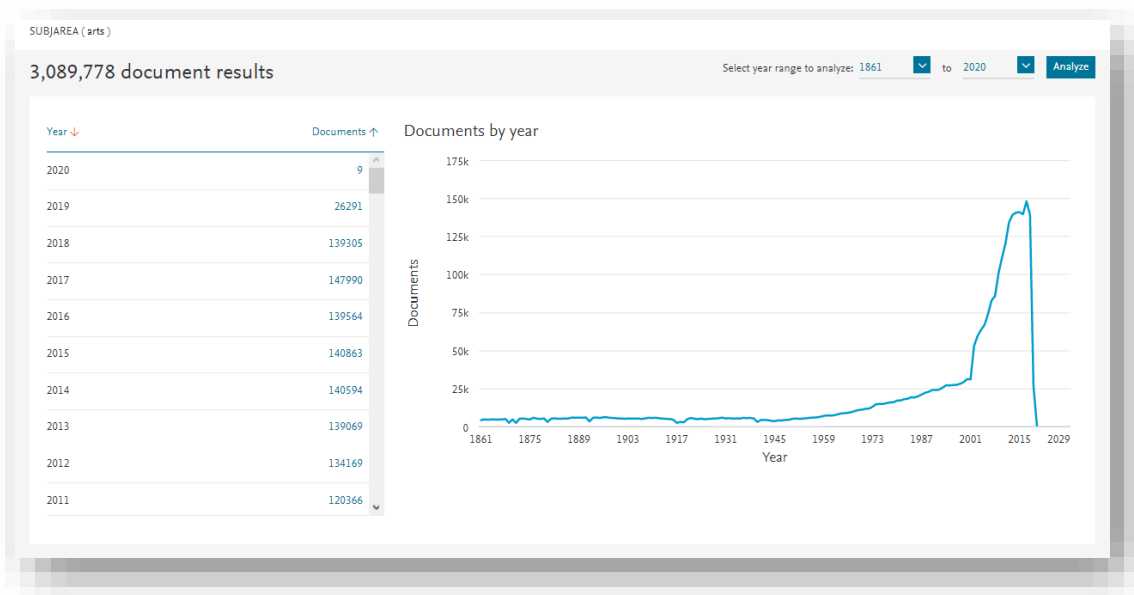 SUBJAREA ( arts )
3,089,778 document results
Select year range to analyze: 1861 to 2020 Analyze
Year Documents
2020 9
2019 26291
2018 139305
2017 147990
2016 139564
2015 140863
2014 140594
2013 139069
2012 134169
2011 120366
Documents by year
175k
150k
125k
100k
75k
50k
25k
0
Documents
1861 1875 1889 1903 1917 1931 1945 1959 1973 1987 2001 2015 2029
Year